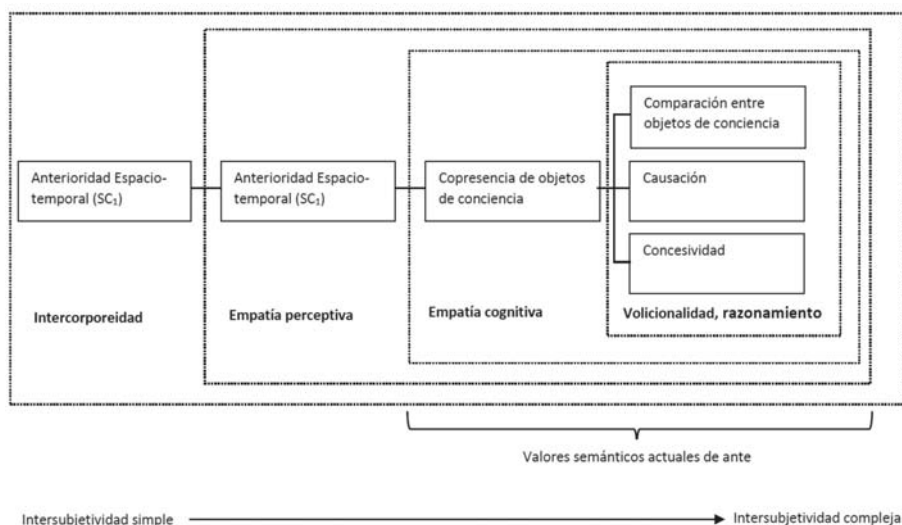 Comparación entre
objetos de conciencia
Anterioridad Espacio-
temporal (SC₁)
Anterioridad Espacio-
temporal (SC₁)
Copresencia de objetos
de conciencia
Causación
Concesividad
Intercorporeidad
Empatía perceptiva
Empatía cognitiva
Volicionalidad, razonamiento
Valores semánticos actuales de ante
Intersubjetividad simple
Intersubjetividad compleja